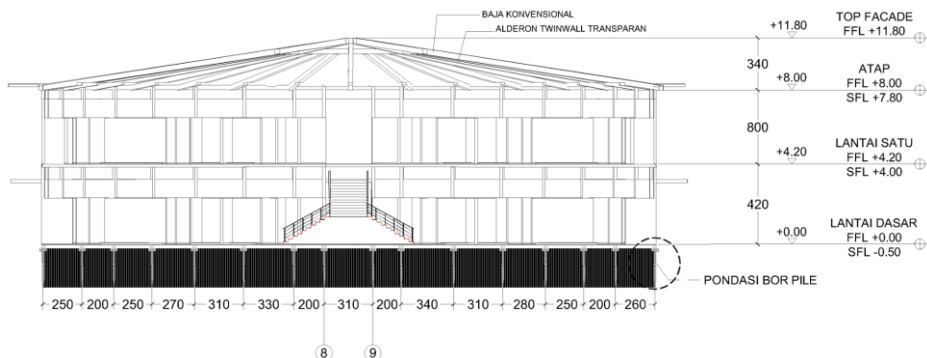 BAJA KONVENSIONAL
ALDERON TWINWALL TRANSPARAN
+11.80
TOP FACADE
FFL +11.80
340
+8.00
ATAP
FFL +8.00
SFL +7.80
800
+4.20
LANTAI SATU
FFL +4.20
SFL +4.00
420
+0.00
LANTAI DASAR
FFL +0.00
SFL -0.50
PONDASI BOR PILE
250 200 250 270 310 330 200 310 200 340 310 280 250 200 260
8 9